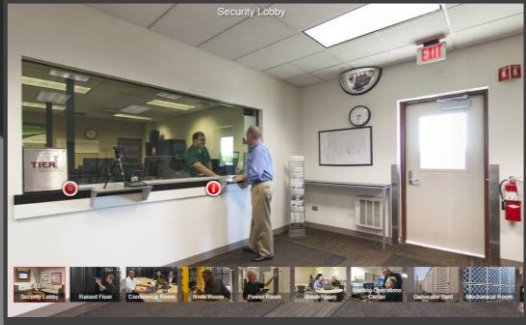 Security Lobby
EXIT
TIER
Security Lobby
Raised Floor
Conference Room
Node Room
Power Room
Break Room
Operations
Center
Generator Yard
Mechanical Room